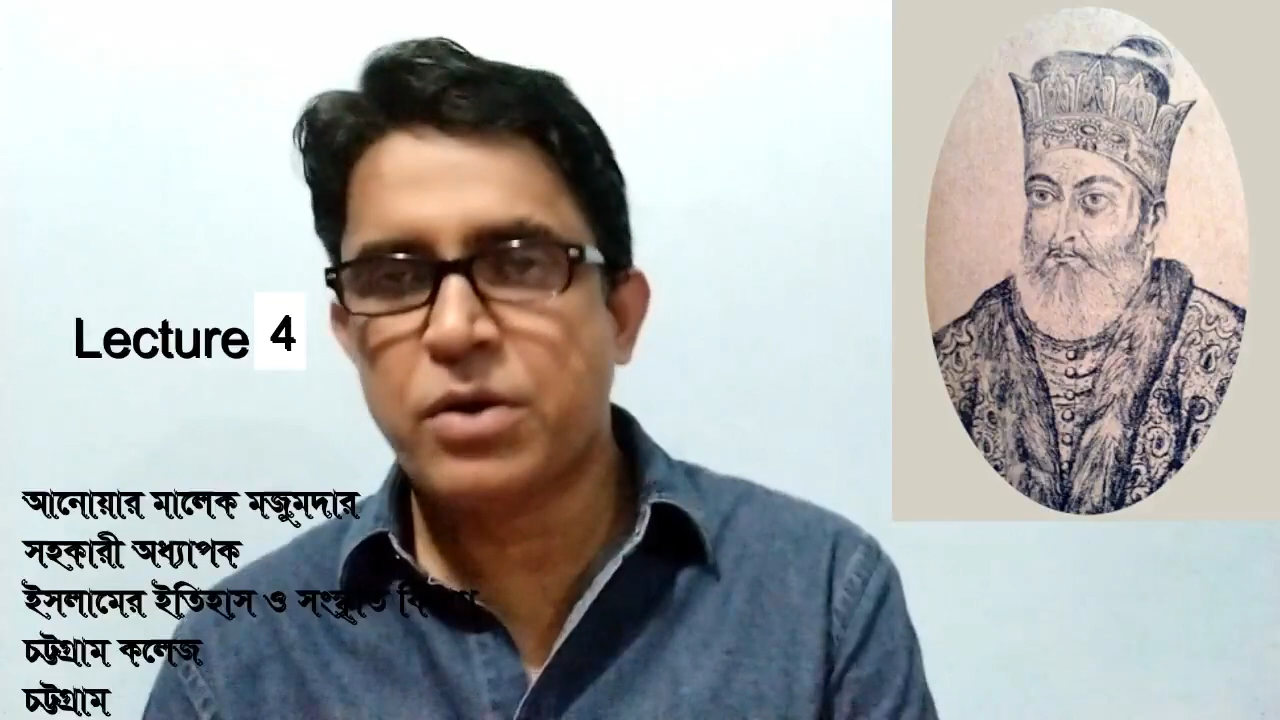 Lecture 4
আনোয়ার মালেক মজুমদার
সহকারী অধ্যাপক
ইসলামের ইতিহাস ও সংস্কৃতি
চট্টগ্রাম কলেজ
চট্টগ্রাম